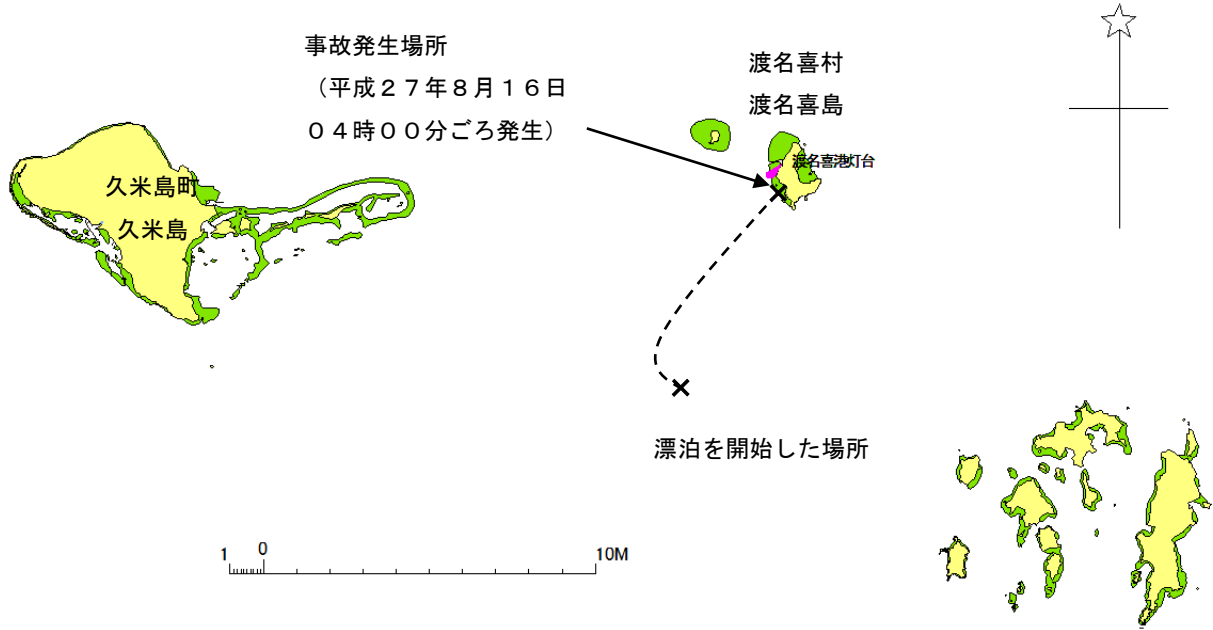 事故発生場所
（平成２７年８月１６日
０４時００分ごろ発生）
渡名喜村
渡名喜島
渡名喜港灯台
久米島町
久米島
漂泊を開始した場所
1 0 10M